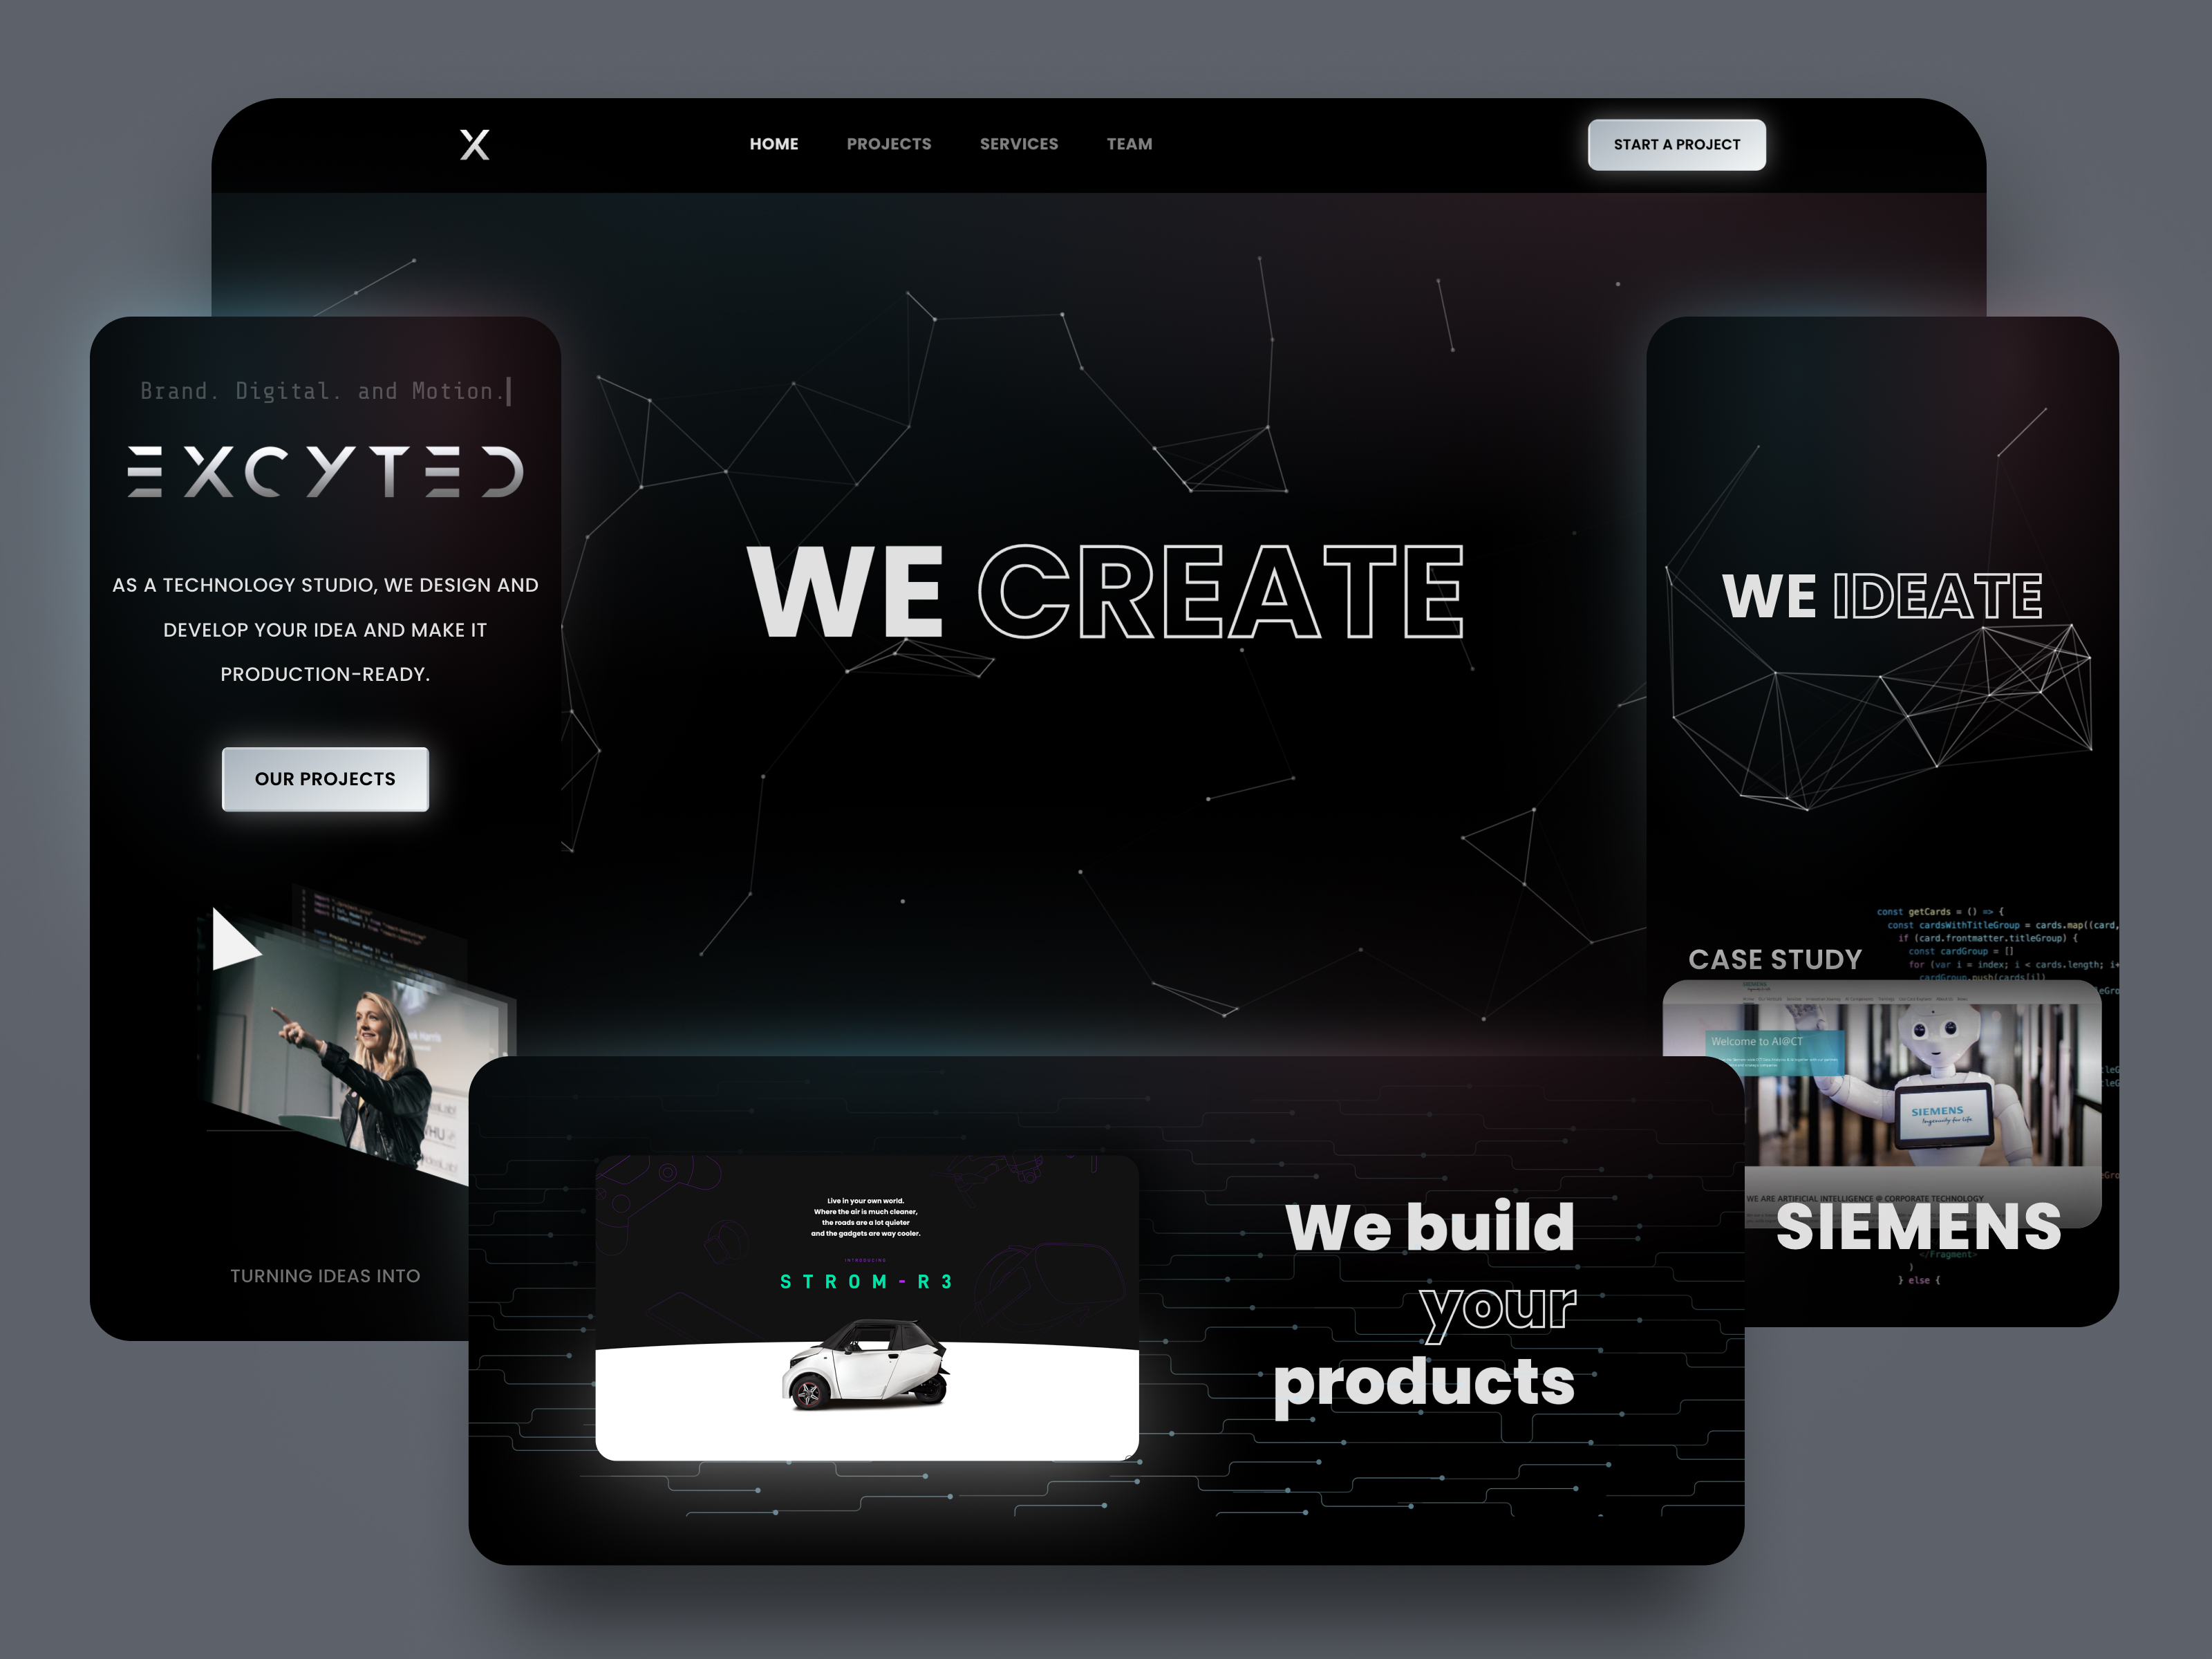 X
HOME PROJECTS SERVICES TEAM
START A PROJECT
Brand. Digital. and Motion.
EXCYTED
AS A TECHNOLOGY STUDIO, WE DESIGN AND
DEVELOP YOUR IDEA AND MAKE IT
PRODUCTION-READY.
OUR PROJECTS
TURNING IDEAS INTO
WE CREATE
WE IDEATE
const getCards = () => {
const cardsWithTitleGroup = cards.map((card,
if (card.frontmatter.titleGroup) {
const cardGroup = []
for (var i = index; i < cards.length; i+
cardGroup.push(cards[i])
CASE STUDY
SIEMENS
Welcome to AI@CT
SIEMENS
Ingenuity for life
WE ARE ARTIFICIAL INTELLIGENCE @ CORPORATE TECHNOLOGY
SIEMENS
</Fragment>
)
} else {
Live in your own world.
Where the air is much cleaner,
the roads are a lot quieter
and the gadgets are way cooler.
INTRODUCING
STROM-R3
We build
your
products